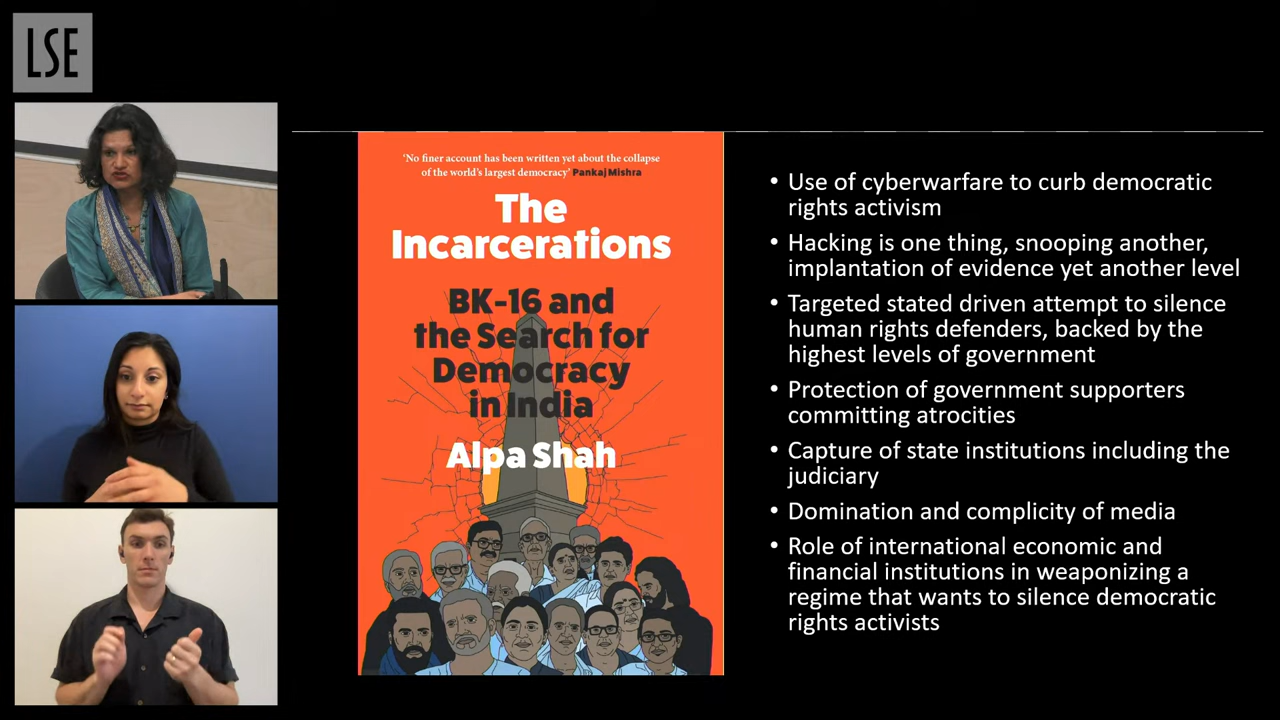 LSE
‘No finer account has been written yet about the collapse
of the world’s largest democracy’ Pankaj Mishra
The
Incarcerations
BK-16 and
the Search for
Democracy
in India
Alpa Shah
• Use of cyberwarfare to curb democratic
rights activism
• Hacking is one thing, snooping another,
implantation of evidence yet another level
• Targeted stated driven attempt to silence
human rights defenders, backed by the
highest levels of government
• Protection of government supporters
committing atrocities
• Capture of state institutions including the
judiciary
• Domination and complicity of media
• Role of international economic and
financial institutions in weaponizing a
regime that wants to silence democratic
rights activists